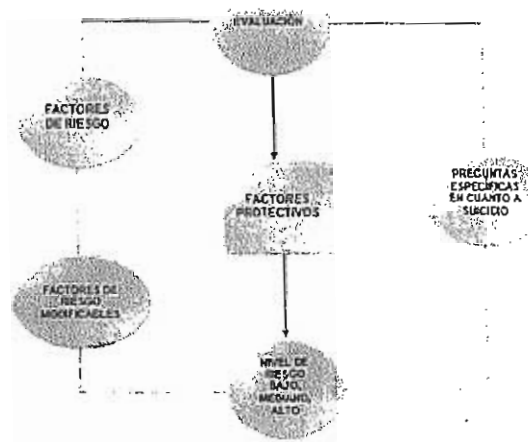 EVALUACIÓN
FACTORES
DE RIESGO
FACTORES
PROTECTIVOS
PREGUNTAS
ESPECIFICAS
EN CUANTO A
SUICIDIO
FACTORES DE
RIESGO
MODIFICABLES
NIVEL DE
RIESGO
BAJO,
MEDIANO,
ALTO